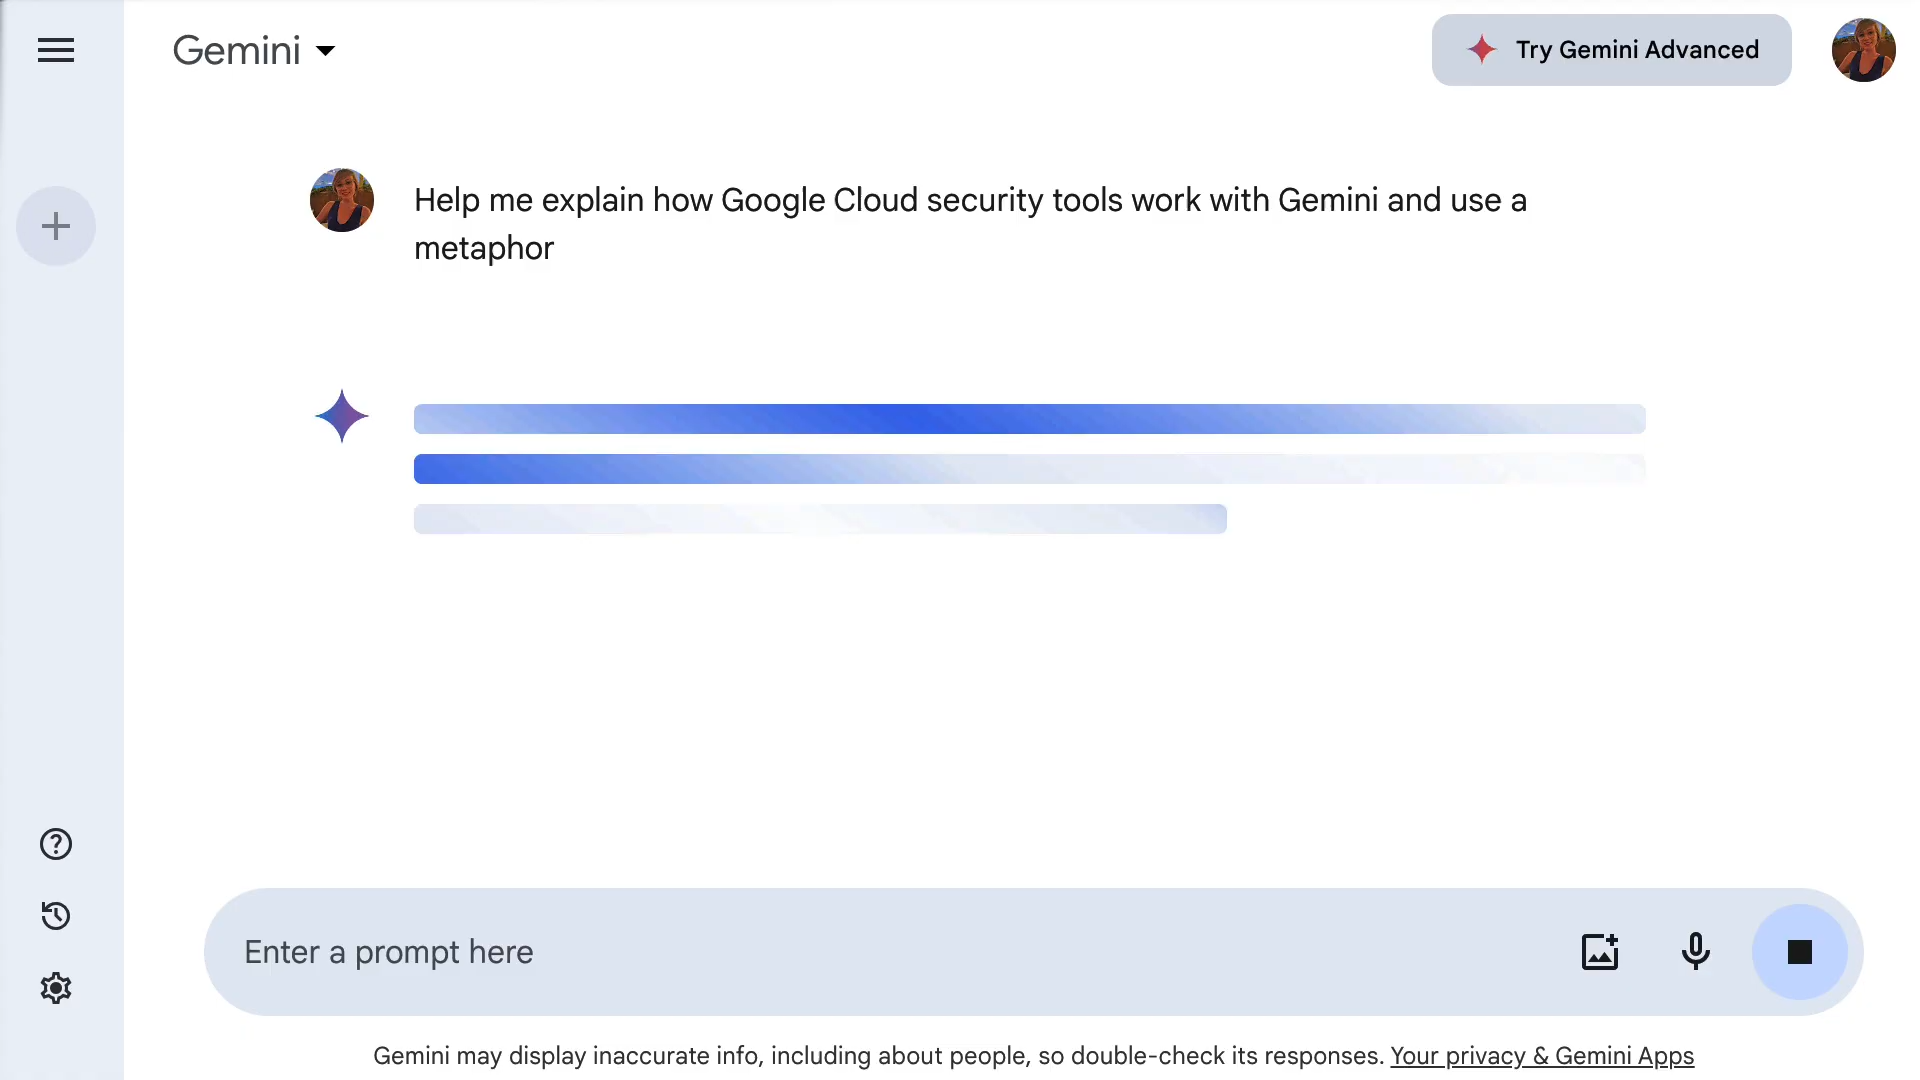 Gemini
Try Gemini Advanced
Help me explain how Google Cloud security tools work with Gemini and use a
metaphor
Enter a prompt here
Gemini may display inaccurate info, including about people, so double-check its responses. Your privacy & Gemini Apps